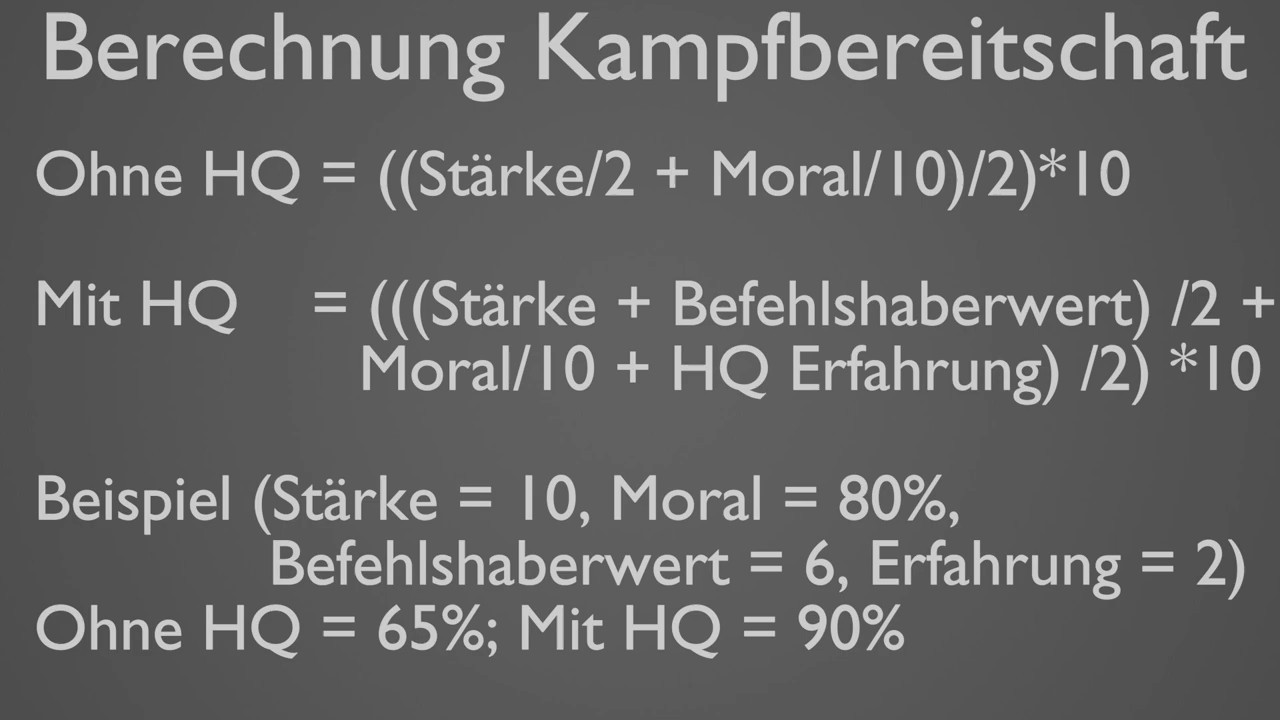 Berechnung Kampfbereitschaft
Ohne HQ = ((Stärke/2 + Moral/10)/2)*10
Mit HQ = (((Stärke + Befehlshaberwert) /2 +
Moral/10 + HQ Erfahrung) /2) *10
Beispiel (Stärke = 10, Moral = 80%,
Befehlshaberwert = 6, Erfahrung = 2)
Ohne HQ = 65%; Mit HQ = 90%